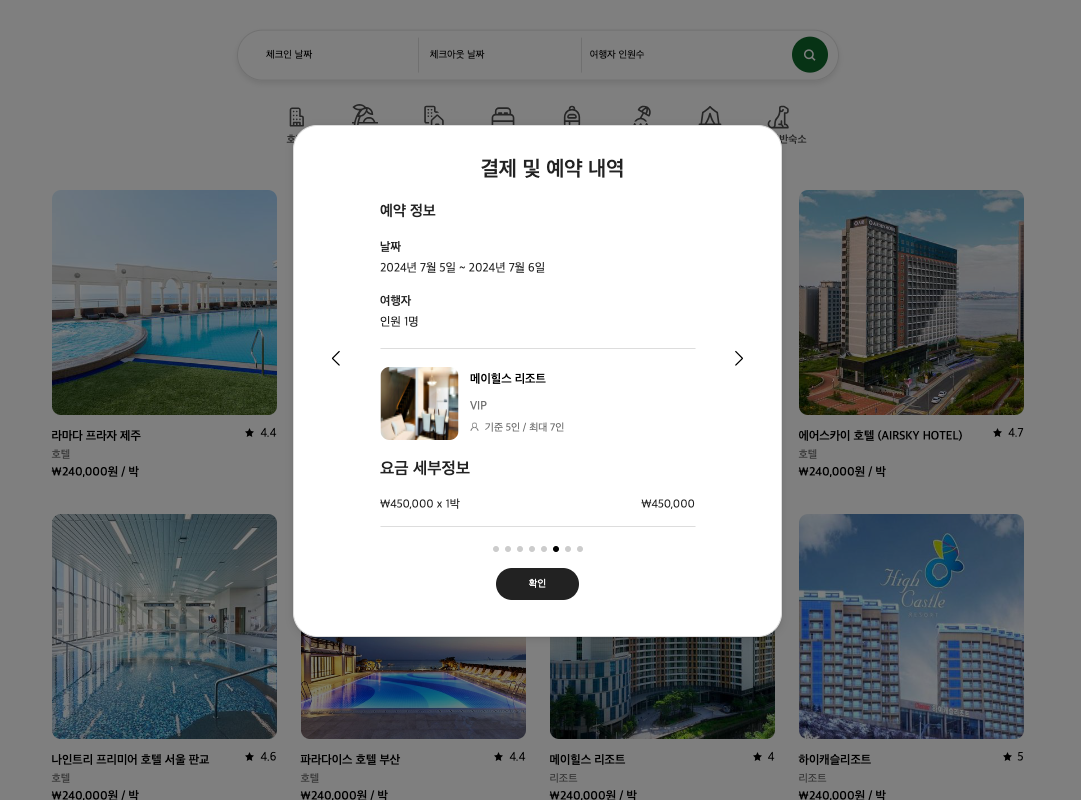 체크인 날짜
체크아웃 날짜
여행자 인원수
결제 및 예약 내역
예약 정보
날짜
2024년 7월 5일 ~ 2024년 7월 6일
여행자
인원 1명
메이힐스 리조트
VIP
기준 5인 / 최대 7인
요금 세부정보
₩450,000 x 1박
₩450,000
확인
라마다 프라자 제주
4.4
호텔
₩240,000원 / 박
에어스카이 호텔 (AIRSKY HOTEL)
4.7
호텔
₩240,000원 / 박
High
Castle
나인트리 프리미어 호텔 서울 판교
4.6
호텔
₩240,000원 / 박
파라다이스 호텔 부산
4.4
호텔
₩240,000원 / 박
메이힐스 리조트
4
리조트
₩240,000원 / 박
하이캐슬리조트
5
리조트
₩240,000원 / 박